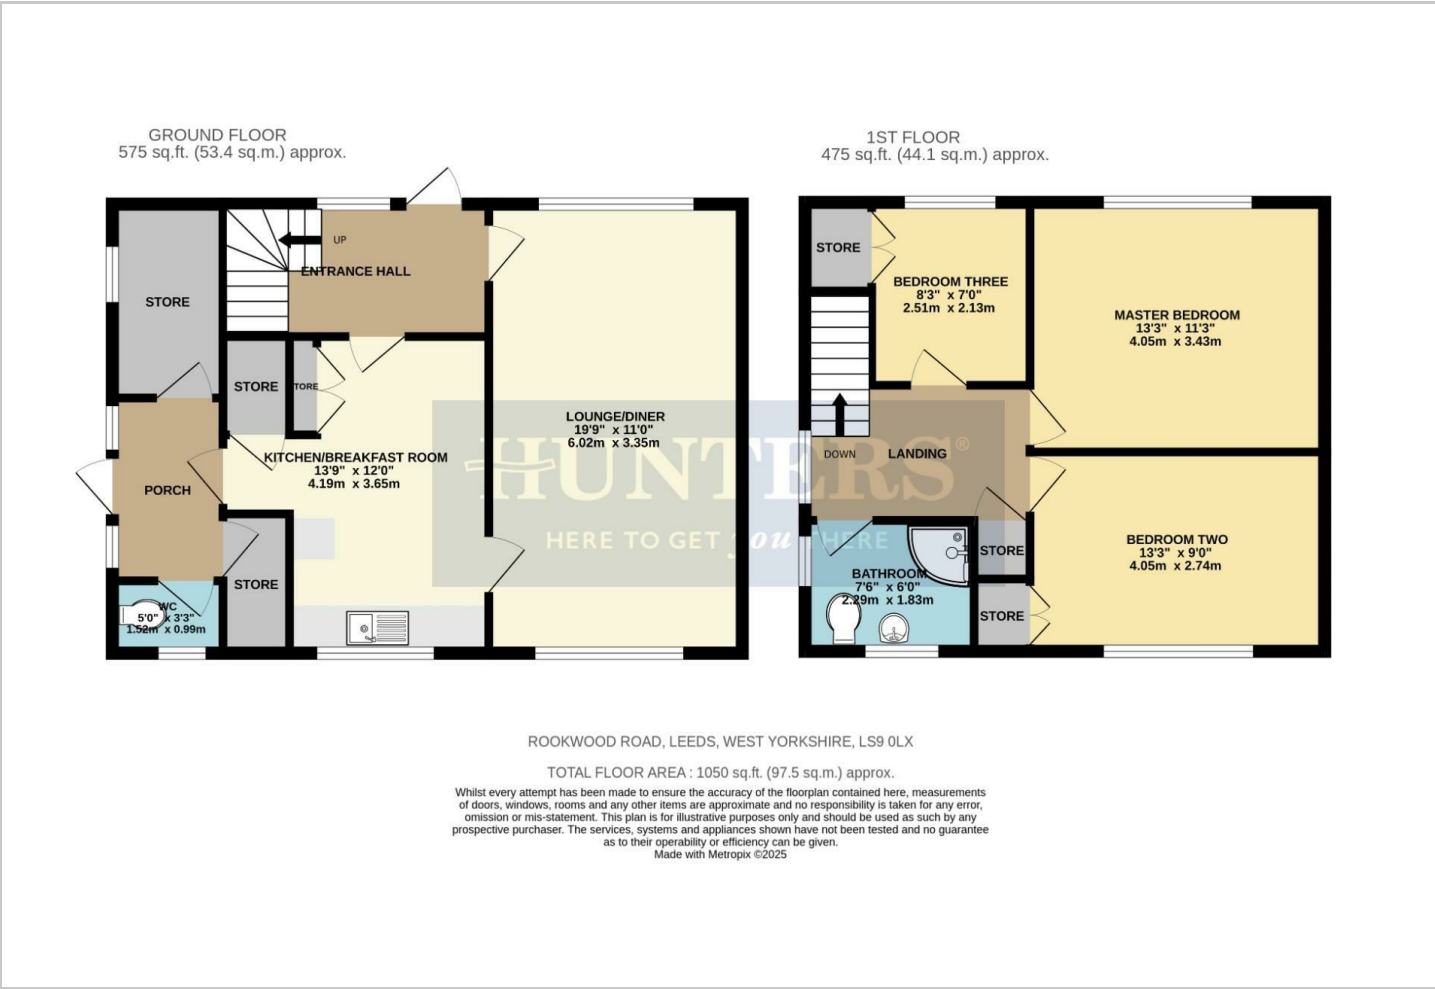 GROUND FLOOR
575 sq.ft. (53.4 sq.m.) approx.
STORE
UP
ENTRANCE HALL
STORE
TORE
LOUNGE/DINER
19'9" x 11'0"
6.02m x 3.35m
KITCHEN/BREAKFAST ROOM
13'9" x 12'0"
4.19m x 3.65m
PORCH
STORE
WC
5'0" x 3'3"
1.52m x 0.99m
1ST FLOOR
475 sq.ft. (44.1 sq.m.) approx.
STORE
BEDROOM THREE
8'3" x 7'0"
2.51m x 2.13m
MASTER BEDROOM
13'3" x 11'3"
4.05m x 3.43m
DOWN
LANDING
STORE
BEDROOM TWO
13'3" x 9'0"
4.05m x 2.74m
BATHROOM
7'6" x 6'0"
2.29m x 1.83m
STORE
HUNTERS®
HERE TO GET you THERE
ROOKWOOD ROAD, LEEDS, WEST YORKSHIRE, LS9 0LX
TOTAL FLOOR AREA : 1050 sq.ft. (97.5 sq.m.) approx.
Whilst every attempt has been made to ensure the accuracy of the floorplan contained here, measurements
of doors, windows, rooms and any other items are approximate and no responsibility is taken for any error,
omission or mis-statement. This plan is for illustrative purposes only and should be used as such by any
prospective purchaser. The services, systems and appliances shown have not been tested and no guarantee
as to their operability or efficiency can be given.
Made with Metropix ©2025